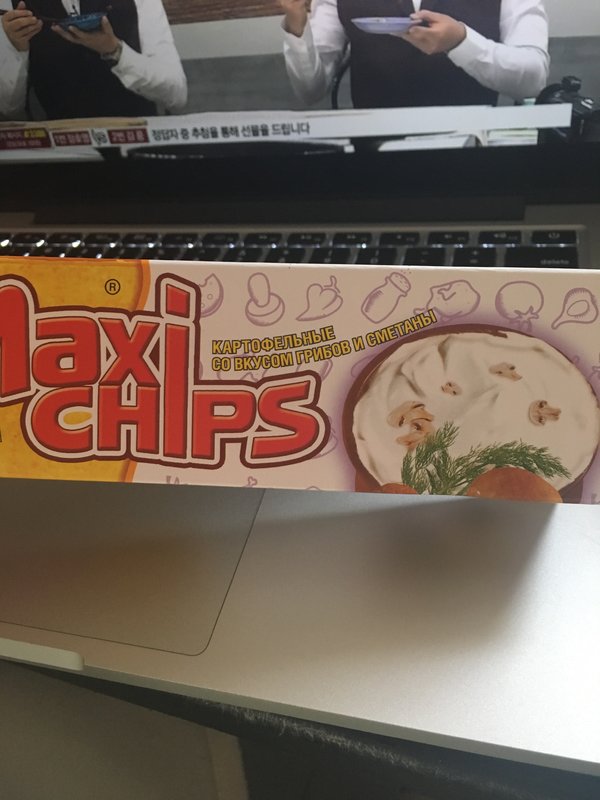 정답자 중 추첨을 통해 선물을 드립니다
Maxi
CHIPS
®
КАРТОФЕЛЬНЫЕ
СО ВКУСОМ ГРИБОВ И СМЕТАНЫ
delete